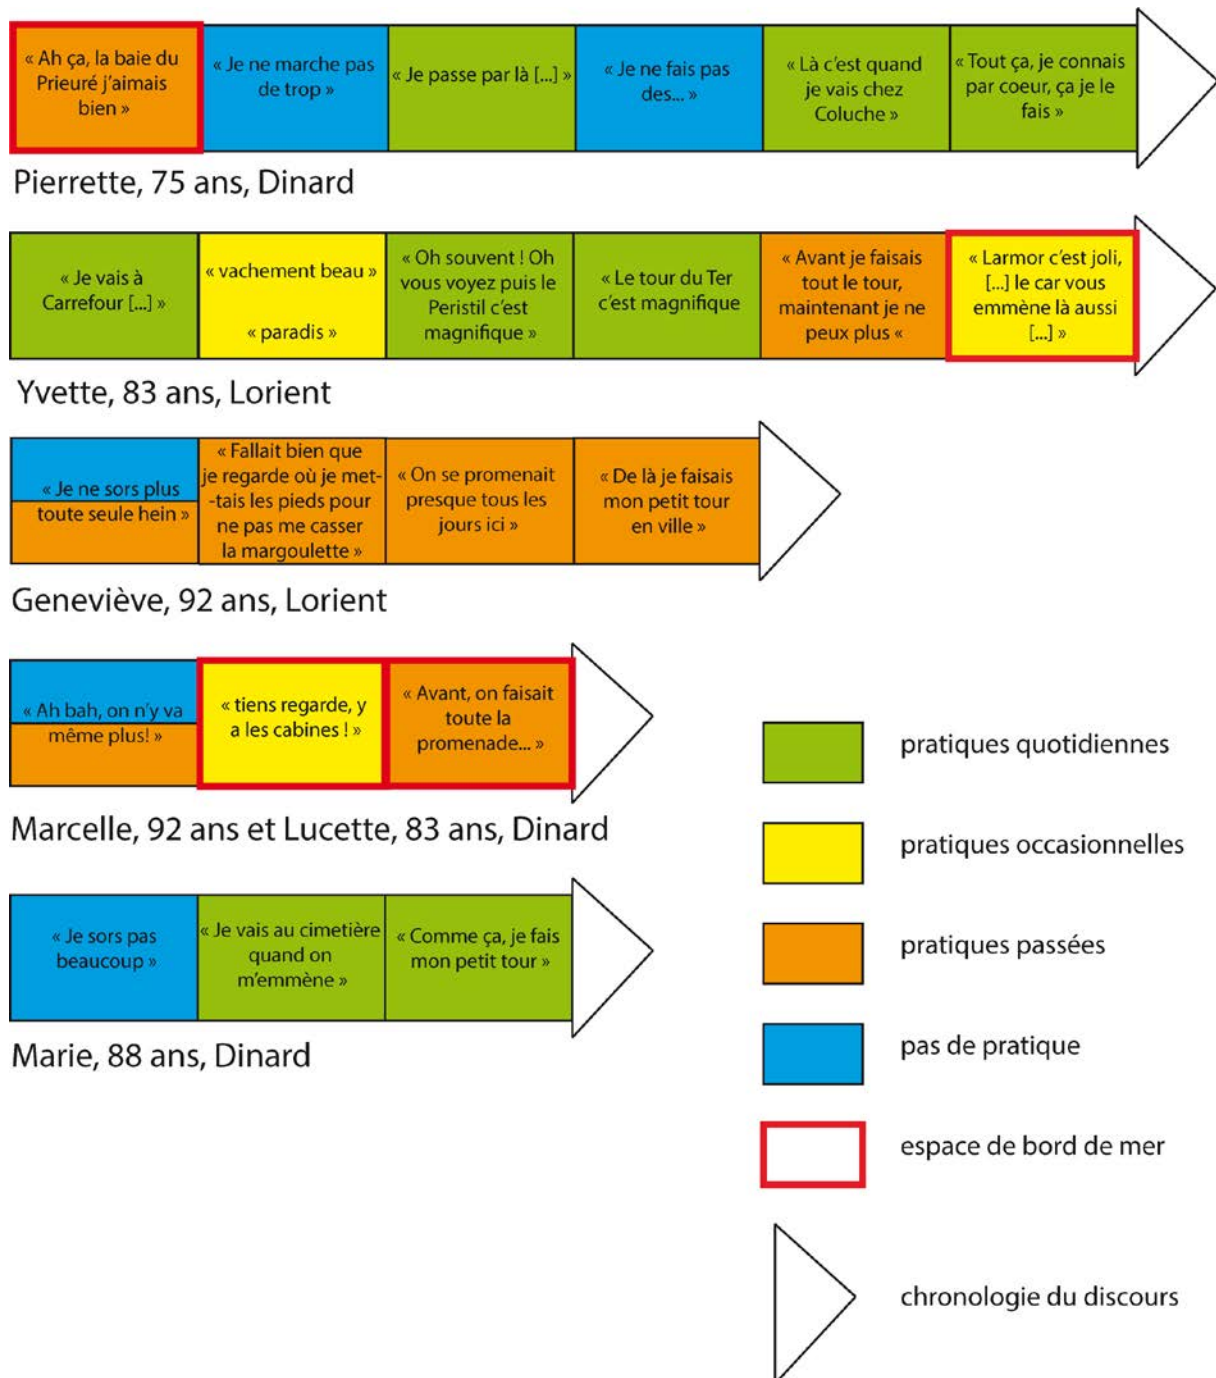 « Ah ça, la baie du
Prieuré j'aimais
bien »
« Je ne marche pas
de trop »
« Je passe par là [...] »
« Je ne fais pas
des... »
« Là c'est quand
je vais chez
Coluche »
« Tout ça, je connais
par coeur, ça je le
fais »
Pierrette, 75 ans, Dinard
« Je vais à
Carrefour [...] »
« vachement beau »
« paradis »
« Oh souvent ! Oh
vous voyez puis le
Peristil c'est
magnifique »
« Le tour du Ter
c'est magnifique
« Avant je faisais
tout le tour,
maintenant je ne
peux plus «
« Larmor c'est joli,
[...] le car vous
emmène là aussi
[...] »
Yvette, 83 ans, Lorient
« Je ne sors plus
toute seule hein »
« Fallait bien que
je regarde où je met-
-tais les pieds pour
ne pas me casser
la margoulette »
« On se promenait
presque tous les
jours ici »
« De là je faisais
mon petit tour
en ville »
Geneviève, 92 ans, Lorient
« Ah bah, on n'y va
même plus! »
« tiens regarde, y
a les cabines ! »
« Avant, on faisait
toute la
promenade... »
Marcelle, 92 ans et Lucette, 83 ans, Dinard
« Je sors pas
beaucoup »
« Je vais au cimetière
quand on
m'emmène »
« Comme ça, je fais
mon petit tour »
Marie, 88 ans, Dinard
pratiques quotidiennes
pratiques occasionnelles
pratiques passées
pas de pratique
espace de bord de mer
chronologie du discours